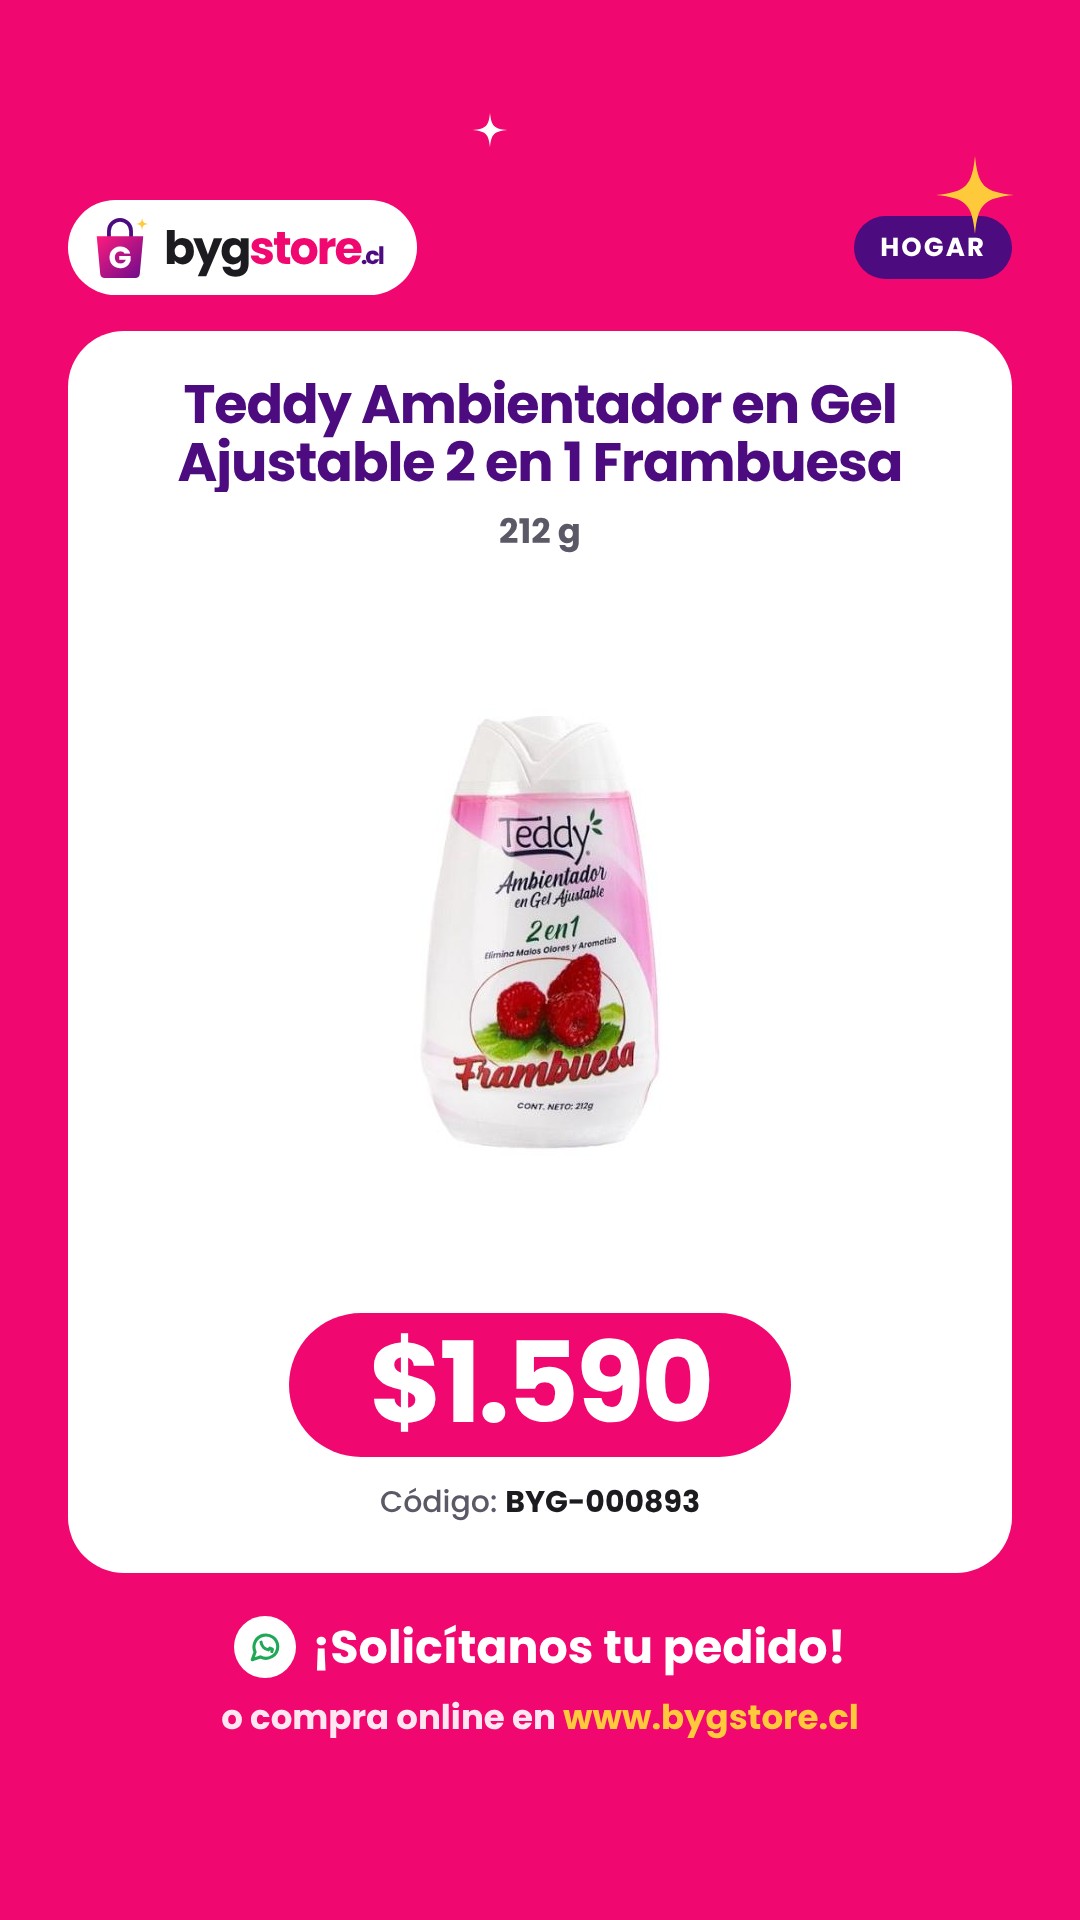 G bygstore.cl
HOGAR
Teddy Ambientador en Gel
Ajustable 2 en 1 Frambuesa
212 g
Teddy
Ambientador
en Gel Ajustable
2 en 1
Elimina Malos Olores y Aromatiza
Frambuesa
CONT. NETO: 212g
$1.590
Código: BYG-000893
¡Solicítanos tu pedido!
o compra online en www.bygstore.cl